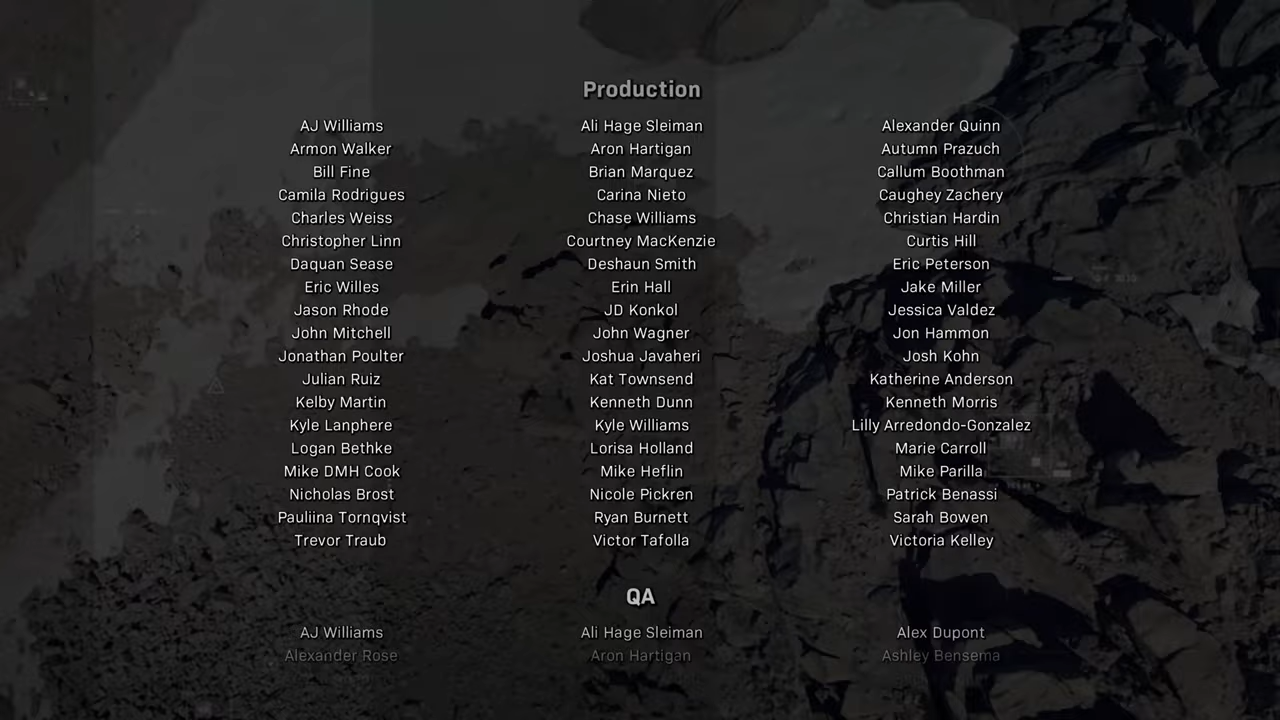 Production
AJ Williams Ali Hage Sleiman Alexander Quinn
Armon Walker Aron Hartigan Autumn Prazuch
Bill Fine Brian Marquez Callum Boothman
Camila Rodrigues Carina Nieto Caughey Zachery
Charles Weiss Chase Williams Christian Hardin
Christopher Linn Courtney MacKenzie Curtis Hill
Daquan Sease Deshaun Smith Eric Peterson
Eric Willes Erin Hall Jake Miller
Jason Rhode JD Konkol Jessica Valdez
John Mitchell John Wagner Jon Hammon
Jonathan Poulter Joshua Javaheri Josh Kohn
Julian Ruiz Kat Townsend Katherine Anderson
Kelby Martin Kenneth Dunn Kenneth Morris
Kyle Lanphere Kyle Williams Lilly Arredondo-Gonzalez
Logan Bethke Lorisa Holland Marie Carroll
Mike DMH Cook Mike Heflin Mike Parilla
Nicholas Brost Nicole Pickren Patrick Benassi
Pauliina Tornqvist Ryan Burnett Sarah Bowen
Trevor Traub Victor Tafolla Victoria Kelley
QA
AJ Williams Ali Hage Sleiman Alex Dupont
Alexander Rose Aron Hartigan Ashley Bensema